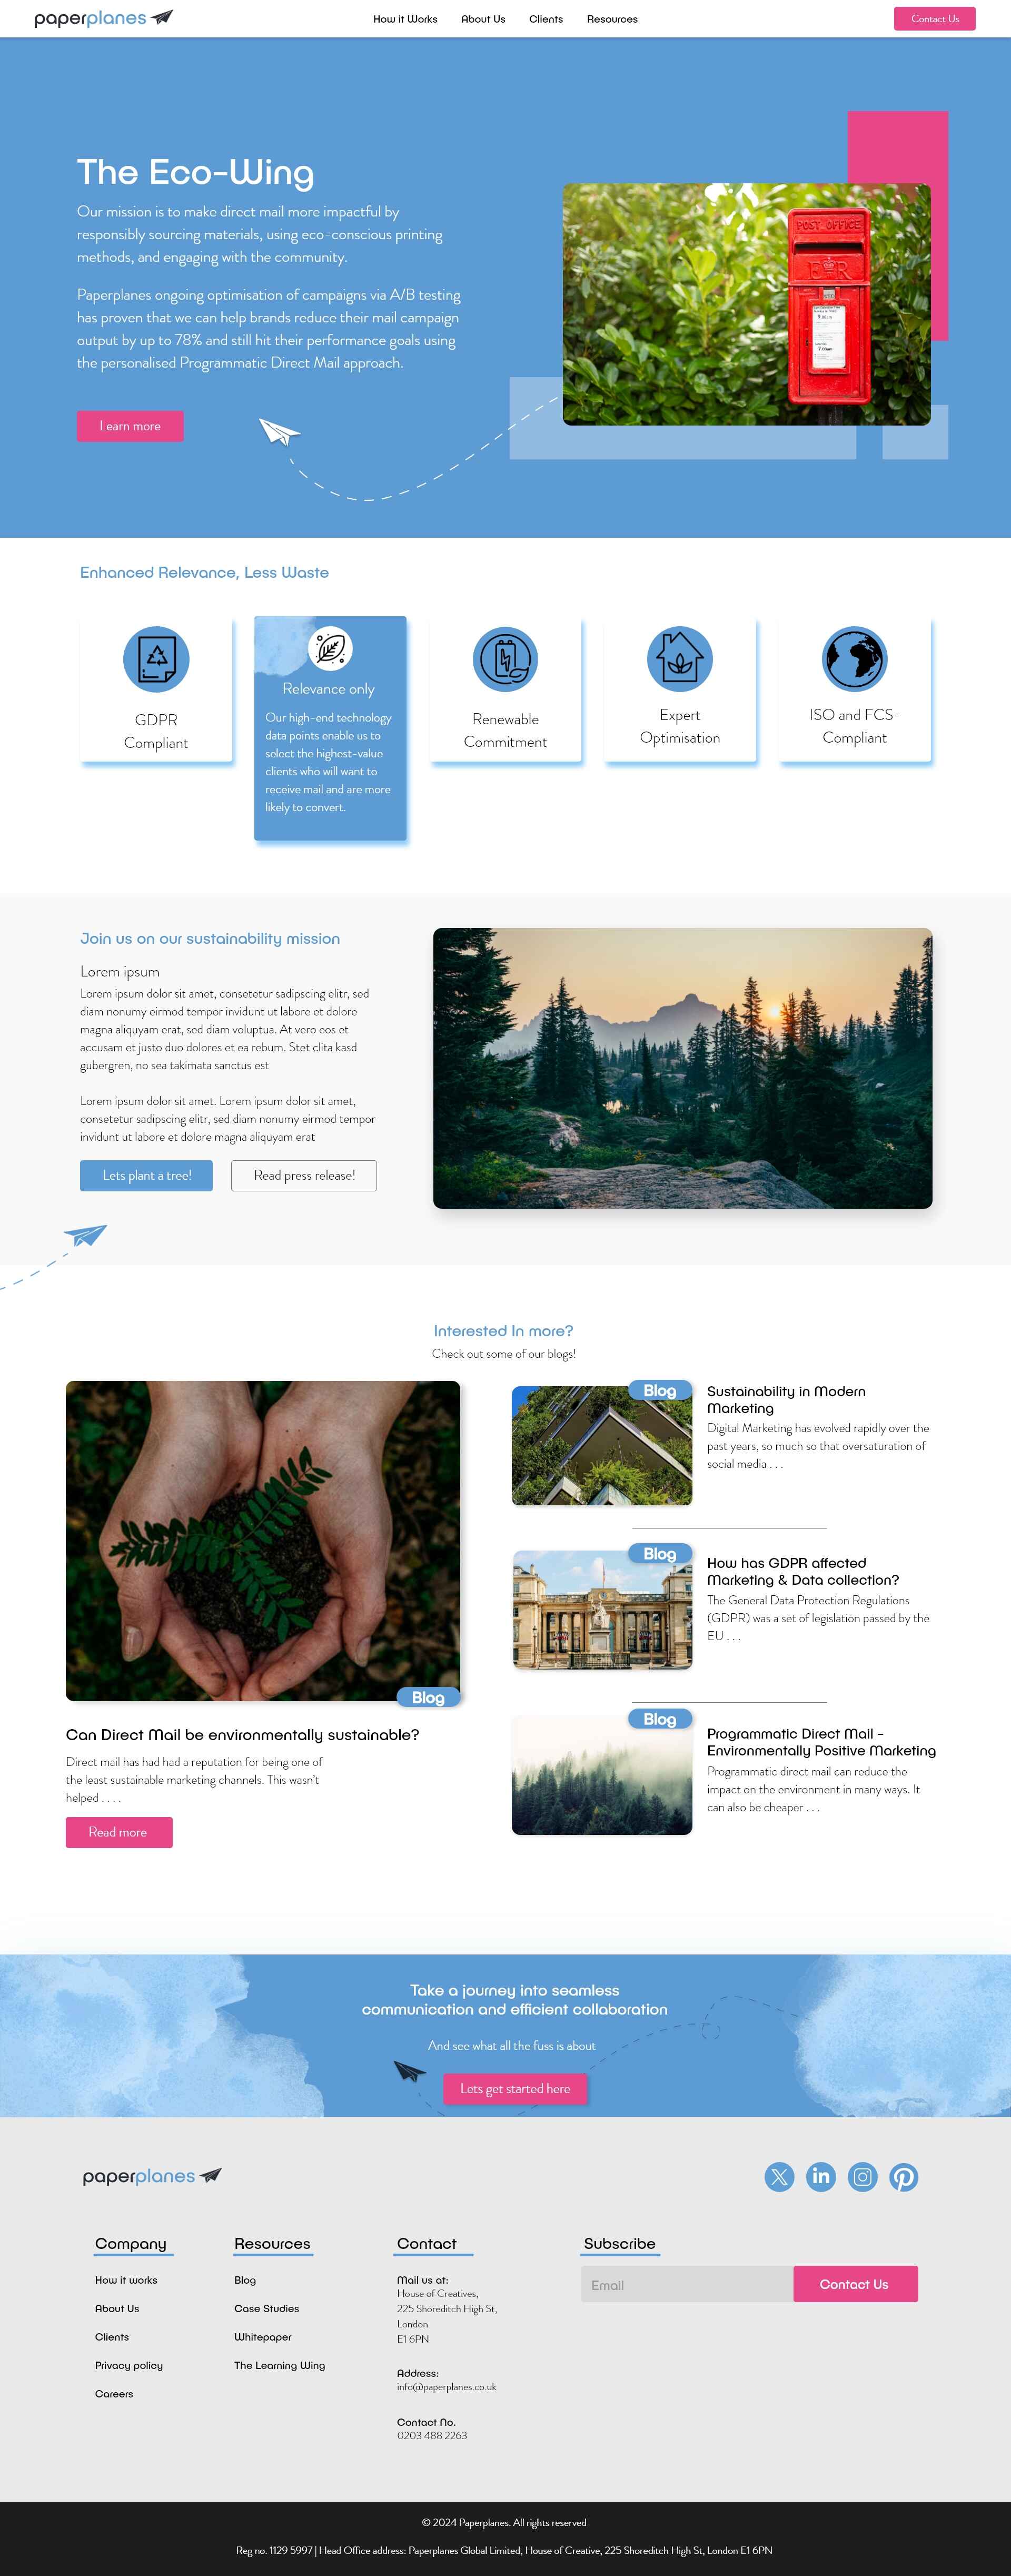 paperplanes
How it Works
About Us
Clients
Resources
Contact Us
The Eco-Wing
Our mission is to make direct mail more impactful by
responsibly sourcing materials, using eco-conscious printing
methods, and engaging with the community.
Paperplanes ongoing optimisation of campaigns via A/B testing
has proven that we can help brands reduce their mail campaign
output by up to 78% and still hit their performance goals using
the personalised Programmatic Direct Mail approach.
Learn more
POST OFFICE
E R
Enhanced Relevance, Less Waste
GDPR
Compliant
Relevance only
Our high-end technology
data points enable us to
select the highest-value
clients who will want to
receive mail and are more
likely to convert.
Renewable
Commitment
Expert
Optimisation
ISO and FCS-
Compliant
Join us on our sustainability mission
Lorem ipsum
Lorem ipsum dolor sit amet, consetetur sadipscing elitr, sed
diam nonumy eirmod tempor invidunt ut labore et dolore
magna aliquyam erat, sed diam voluptua. At vero eos et
accusam et justo duo dolores et ea rebum. Stet clita kasd
gubergren, no sea takimata sanctus est
Lorem ipsum dolor sit amet. Lorem ipsum dolor sit amet,
consetetur sadipscing elitr, sed diam nonumy eirmod tempor
invidunt ut labore et dolore magna aliquyam erat
Lets plant a tree!
Read press release!
Interested In more?
Check out some of our blogs!
Blog
Can Direct Mail be environmentally sustainable?
Direct mail has had had a reputation for being one of
the least sustainable marketing channels. This wasn't
helped . . . .
Read more
Blog
Sustainability in Modern
Marketing
Digital Marketing has evolved rapidly over the
past years, so much so that oversaturation of
social media . . .
Blog
How has GDPR affected
Marketing & Data collection?
The General Data Protection Regulations
(GDPR) was a set of legislation passed by the
EU . . .
Blog
Programmatic Direct Mail -
Environmentally Positive Marketing
Programmatic direct mail can reduce the
impact on the environment in many ways. It
can also be cheaper . . .
Take a journey into seamless
communication and efficient collaboration
And see what all the fuss is about
Lets get started here
paperplanes
Company
How it works
About Us
Clients
Privacy policy
Careers
Resources
Blog
Case Studies
Whitepaper
The Learning Wing
Contact
Mail us at:
House of Creatives,
225 Shoreditch High St,
London
E1 6PN
Address:
info@paperplanes.co.uk
Contact No.
0203 488 2263
Subscribe
Email
Contact Us
© 2024 Paperplanes. All rights reserved
Reg no. 1129 5997 | Head Office address: Paperplanes Global Limited, House of Creative, 225 Shoreditch High St, London E1 6PN